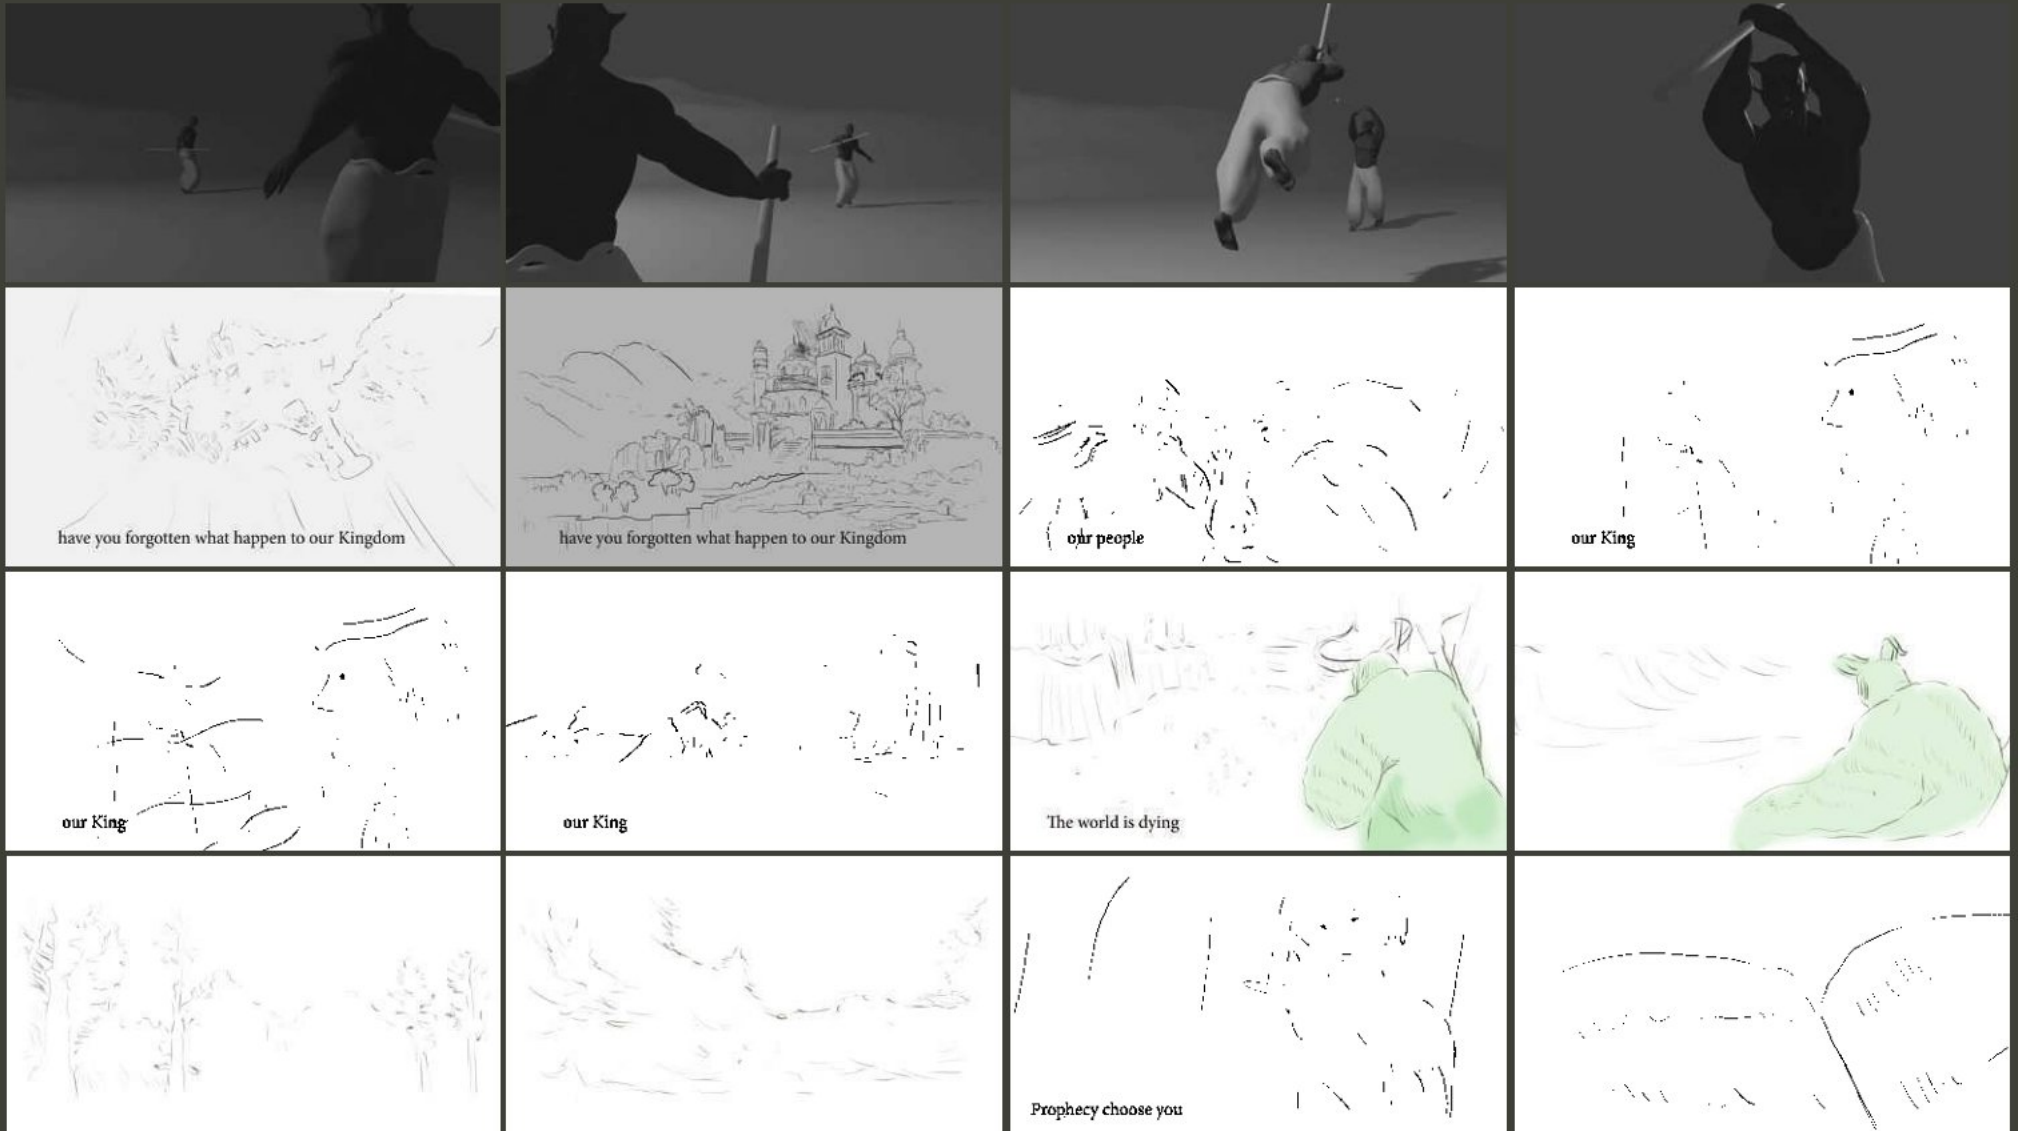 have you forgotten what happen to our Kingdom
have you forgotten what happen to our Kingdom
our people
our King
our King
our King
The world is dying
Prophecy choose you